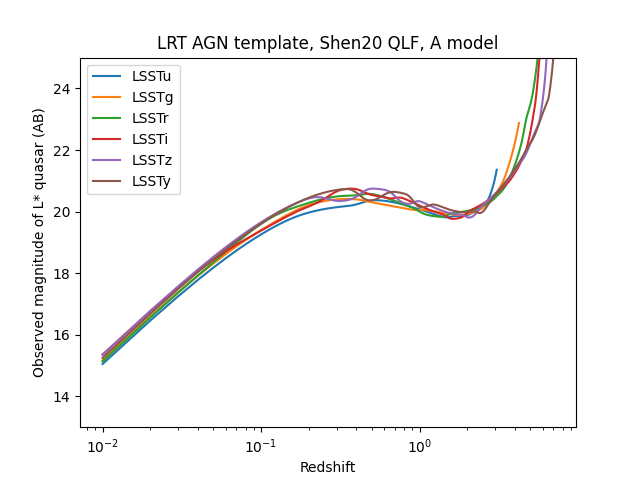 LRT AGN template, Shen20 QLF, A model
Observed magnitude of L* quasar (AB)
24
22
20
18
16
14
LSSTu
LSSTg
LSSTr
LSSTi
LSSTz
LSSTy
10⁻² 10⁻¹ 10⁰
Redshift